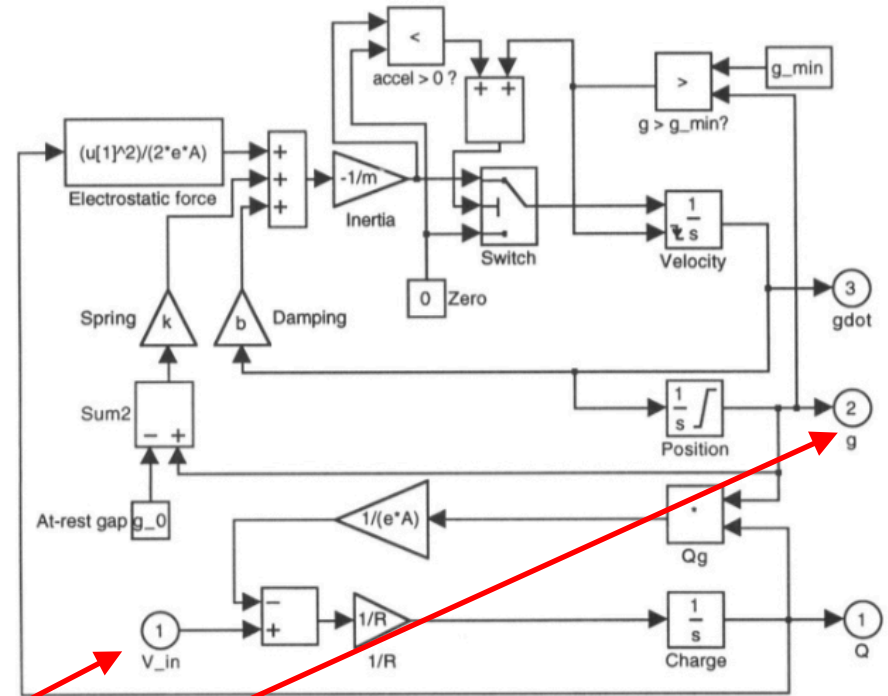 <
accel > 0 ?
+ +
>
g_min
g > g_min?
(u[1]^2)/(2*e*A)
Electrostatic force
+
+
+
-1/m
Inertia
Switch
1
s
Velocity
0
Zero
3
gdot
Spring
k
b
Damping
Sum2
− +
1
s
Position
2
g
At-rest gap
g_0
1/(e*A)
*
Qg
1
V_in
−
+
1/R
1/R
1
s
Charge
1
Q